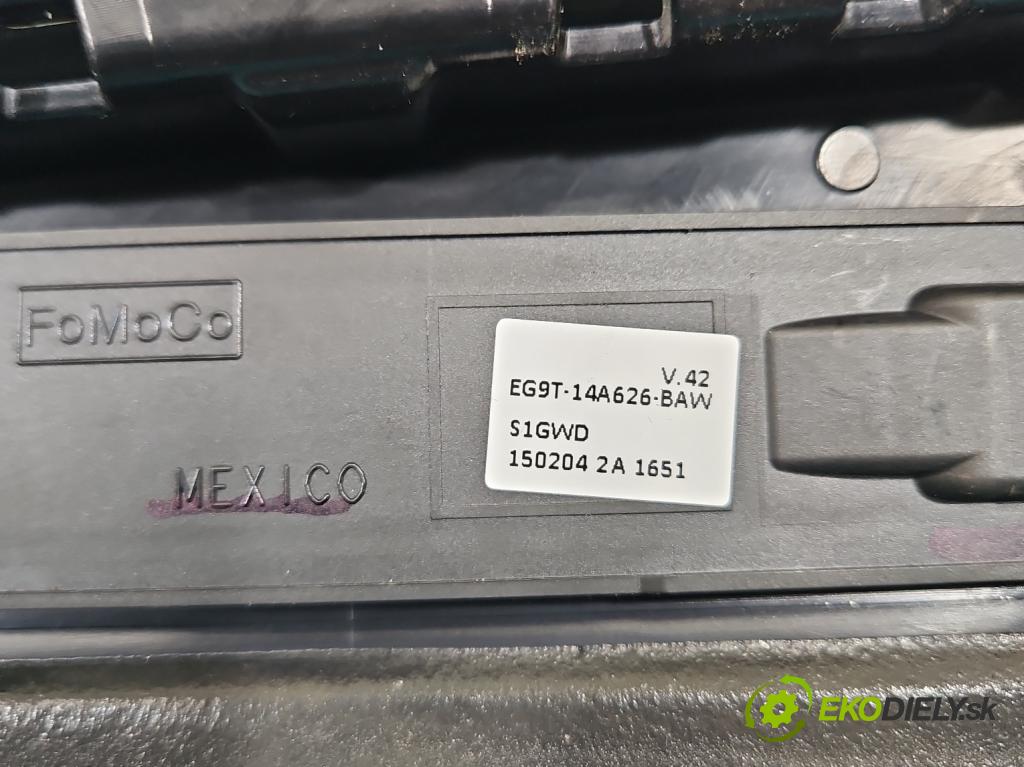 FoMoCo
V.42
EG9T-14A626-BAW
S1GWD
150204 2A 1651
MEXICO
EKODIELY.sk